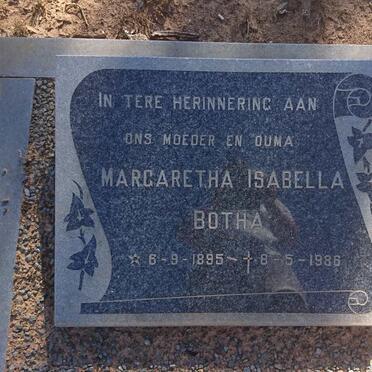 IN TERE HERINNERING AAN
ONS MOEDER EN OUMA
MARGARETHA ISABELLA
BOTHA
☆ 6-9-1895 ~ ✝ 8-5-1986